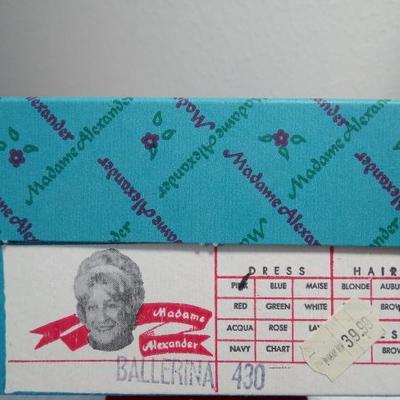 Madame Alexander
Madame Alexander
Madame Alexander
Madame Alexander
Madame Alexander
DRESS HAIR
PINK BLUE MAISE BLONDE
RED GREEN WHITE
ACQUA ROSE
NAVY CHART
Madame
Alexander
39.99
BALLERINA 430